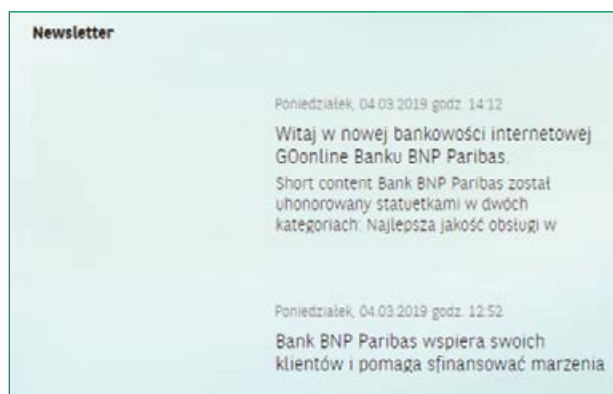 Newsletter
Poniedziałek, 04.03.2019 godz. 14:12
Witaj w nowej bankowości internetowej
GOonline Banku BNP Paribas.
Short content Bank BNP Paribas został
uhonorowany statuetkami w dwóch
kategoriach: Najlepsza jakość obsługi w
Poniedziałek, 04.03.2019 godz. 12:52
Bank BNP Paribas wspiera swoich
klientów i pomaga sfinansować marzenia